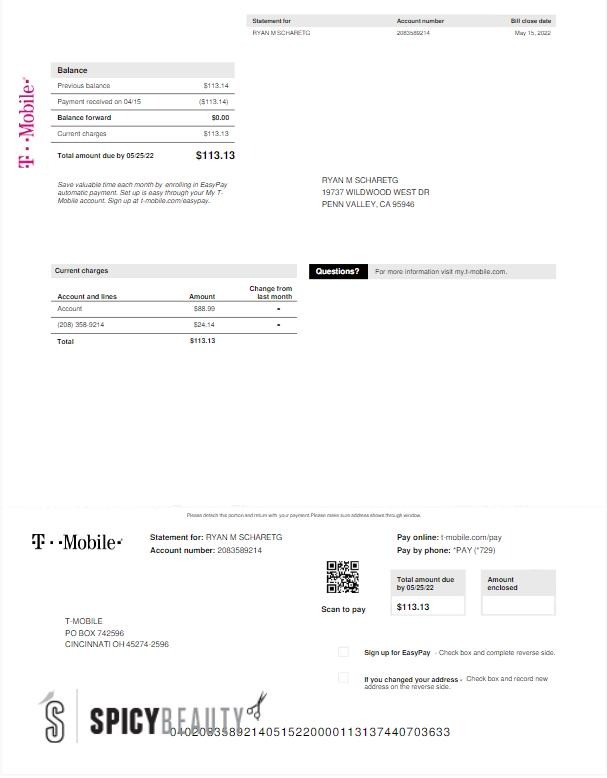 Statement for Account number Bill close date
RYAN M SCHARETG 2083589214 May 15, 2022
T··Mobile·
Balance
Previous balance $113.14
Payment received on 04/15 ($113.14)
Balance forward $0.00
Current charges $113.13
Total amount due by 05/25/22 $113.13
Save valuable time each month by enrolling in EasyPay
automatic payment. Set up is easy through your My T-
Mobile account. Sign up at t-mobile.com/easypay.
RYAN M SCHARETG
19737 WILDWOOD WEST DR
PENN VALLEY, CA 95946
Current charges
Account and lines Amount Change from
last month
Account $88.99 -
(208) 358-9214 $24.14 -
Total $113.13
Questions? For more information visit my.t-mobile.com.
Please detach this portion and return with your payment. Please make sure address shows through window.
T··Mobile·
Statement for: RYAN M SCHARETG
Account number: 2083589214
Pay online: t-mobile.com/pay
Pay by phone: *PAY (*729)
Scan to pay
Total amount due
by 05/25/22
$113.13
Amount
enclosed
T-MOBILE
PO BOX 742596
CINCINNATI OH 45274-2596
Sign up for EasyPay - Check box and complete reverse side.
If you changed your address - Check box and record new
address on the reverse side.
S SPICYBEAUTY
040208358921405152200001131374407036​33